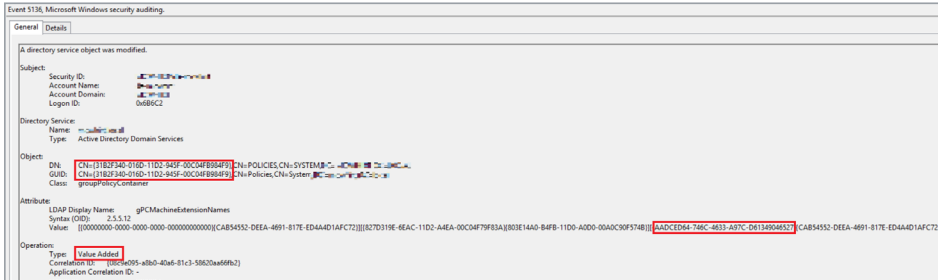 Event 5136, Microsoft Windows security auditing.
General Details
A directory service object was modified.
Subject:
Security ID:
Account Name:
Account Domain:
Logon ID: 0x6B6C2
Directory Service:
Name:
Type: Active Directory Domain Services
Object:
DN: CN={31B2F340-016D-11D2-945F-00C04FB984F9},CN=POLICIES,CN=SYSTEM,
GUID: CN={31B2F340-016D-11D2-945F-00C04FB984F9},CN=Policies,CN=System,
Class: groupPolicyContainer
Attribute:
LDAP Display Name: gPCMachineExtensionNames
Syntax (OID): 2.5.5.12
Value: [{00000000-0000-0000-0000-000000000000}{CAB54552-DEEA-4691-817E-ED4A4D1AFC72}][{827D319E-6EAC-11D2-A4EA-00C04F79F83A}{803E14A0-B4FB-11D0-A0D0-00A0C90F574B}][{AADCED64-746C-4633-A97C-D61349046527}{CAB54552-DEEA-4691-817E-ED4A4D1AFC72
Operation:
Type: Value Added
Correlation ID: {08c9e095-a8b0-40a6-81c3-58620aa66fb2}
Application Correlation ID: -